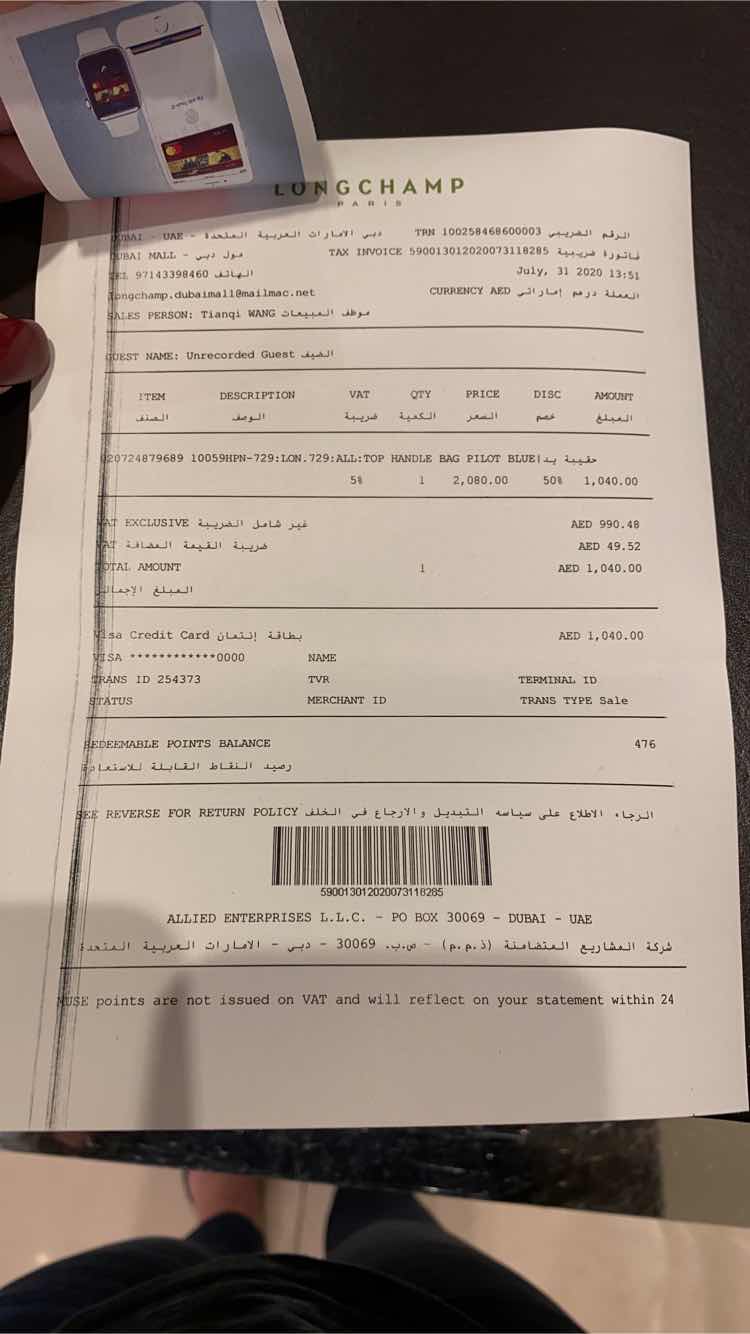 LONGCHAMP
PARIS
DUBAI - UAE - دبي الامارات العربية المتحدة TRN 100258468600003 الرقم الضريبي
DUBAI MALL - مول دبي TAX INVOICE 590013012020073118285 فاتورة ضريبية
TEL 97143398460 الهاتف July, 31 2020 13:51
longchamp.dubaimall@mailmac.net CURRENCY AED العملة درهم إماراتي
SALES PERSON: Tianqi WANG موظف المبيعات
GUEST NAME: Unrecorded Guest الضيف
ITEM DESCRIPTION VAT QTY PRICE DISC AMOUNT
الصنف الوصف ضريبة الكمية السعر خصم المبلغ
020724879689 10059HPN-729:LON.729:ALL:TOP HANDLE BAG PILOT BLUE|حقيبة يد
5% 1 2,080.00 50% 1,040.00
VAT EXCLUSIVE غير شامل الضريبة AED 990.48
VAT ضريبة القيمة المضافة AED 49.52
TOTAL AMOUNT 1 AED 1,040.00
المبلغ الإجمالي
Visa Credit Card بطاقة إئتمان AED 1,040.00
VISA ************0000 NAME
TRANS ID 254373 TVR TERMINAL ID
STATUS MERCHANT ID TRANS TYPE Sale
REDEEMABLE POINTS BALANCE 476
رصيد النقاط القابلة للاستعادة
SEE REVERSE FOR RETURN POLICY الرجاء الاطلاع على سياسه التبديل والارجاع في الخلف.
590013012020073118285
ALLIED ENTERPRISES L.L.C. - PO BOX 30069 - DUBAI - UAE
شركة المشاريع المتضامنة (ذ.م.م) - ص.ب. 30069 - دبي - الامارات العربية المتحدة
MUSE points are not issued on VAT and will reflect on your statement within 24